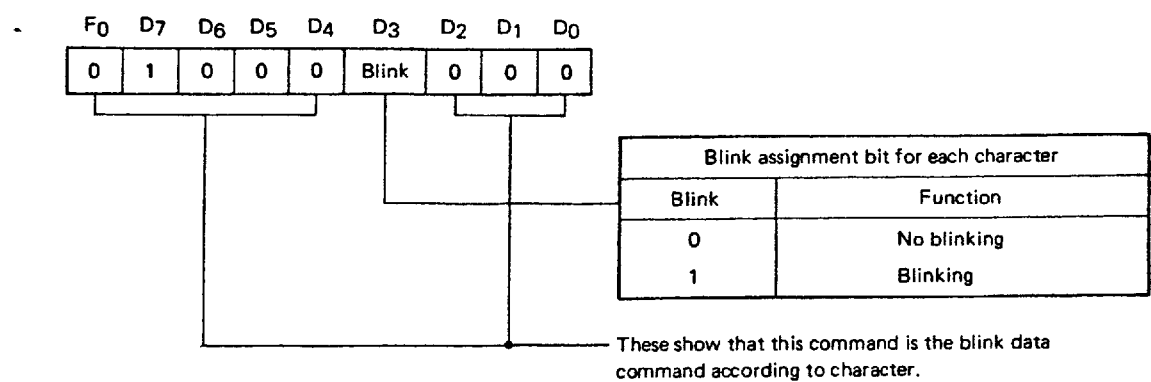 F0 D7 D6 D5 D4 D3 D2 D1 D0
0 1 0 0 0 Blink 0 0 0
Blink assignment bit for each character
Blink Function
0 No blinking
1 Blinking
These show that this command is the blink data
command according to character.